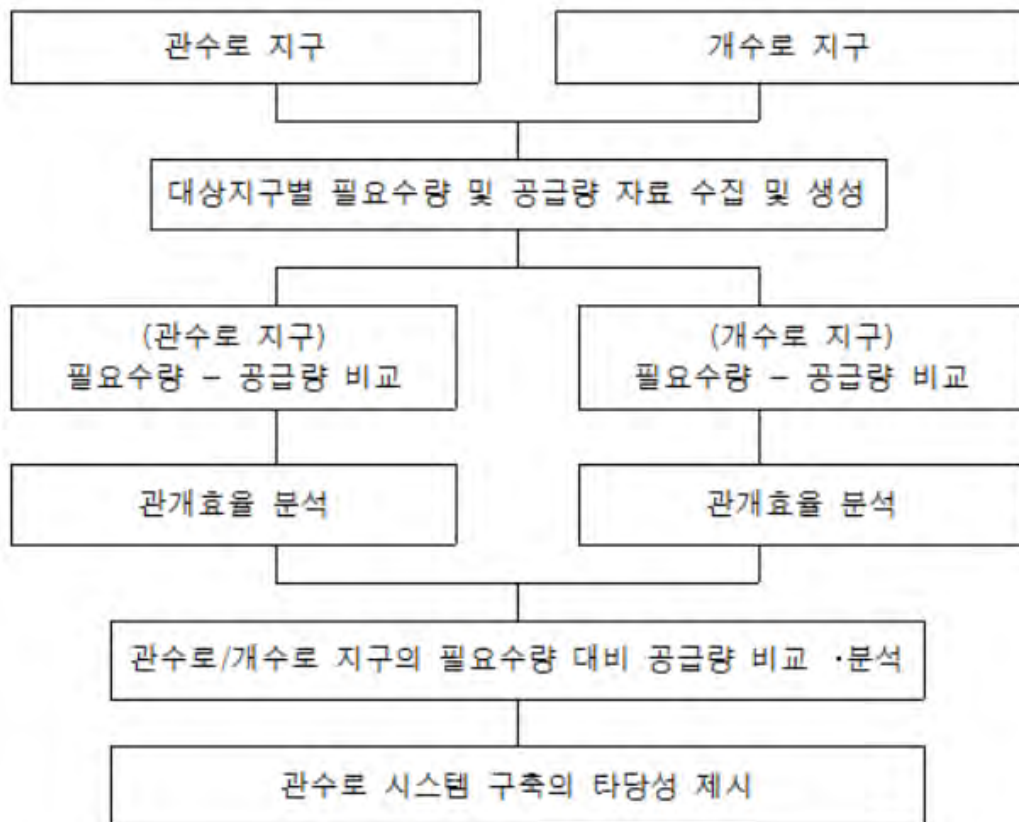 관수로 지구
개수로 지구
대상지구별 필요수량 및 공급량 자료 수집 및 생성
(관수로 지구)
필요수량 – 공급량 비교
(개수로 지구)
필요수량 – 공급량 비교
관개효율 분석
관개효율 분석
관수로/개수로 지구의 필요수량 대비 공급량 비교 ·분석
관수로 시스템 구축의 타당성 제시